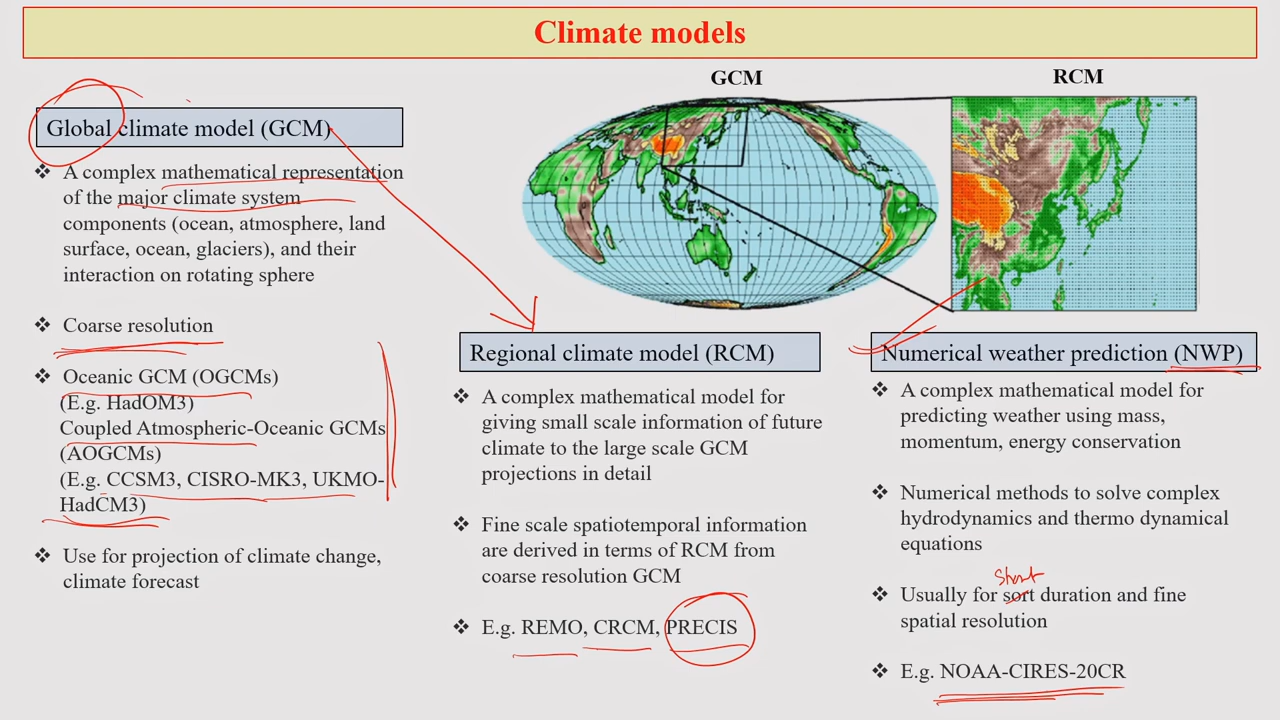 Climate models
GCM
RCM
Global climate model (GCM)
❖ A complex mathematical representation
of the major climate system
components (ocean, atmosphere, land
surface, ocean, glaciers), and their
interaction on rotating sphere
❖ Coarse resolution
❖ Oceanic GCM (OGCMs)
(E.g. HadOM3)
Coupled Atmospheric-Oceanic GCMs
(AOGCMs)
(E.g. CCSM3, CISRO-MK3, UKMO-
HadCM3)
❖ Use for projection of climate change,
climate forecast
Regional climate model (RCM)
❖ A complex mathematical model for
giving small scale information of future
climate to the large scale GCM
projections in detail
❖ Fine scale spatiotemporal information
are derived in terms of RCM from
coarse resolution GCM
❖ E.g. REMO, CRCM, PRECIS
Numerical weather prediction (NWP)
❖ A complex mathematical model for
predicting weather using mass,
momentum, energy conservation
❖ Numerical methods to solve complex
hydrodynamics and thermo dynamical
equations
Short
❖ Usually for sort duration and fine
spatial resolution
❖ E.g. NOAA-CIRES-20CR